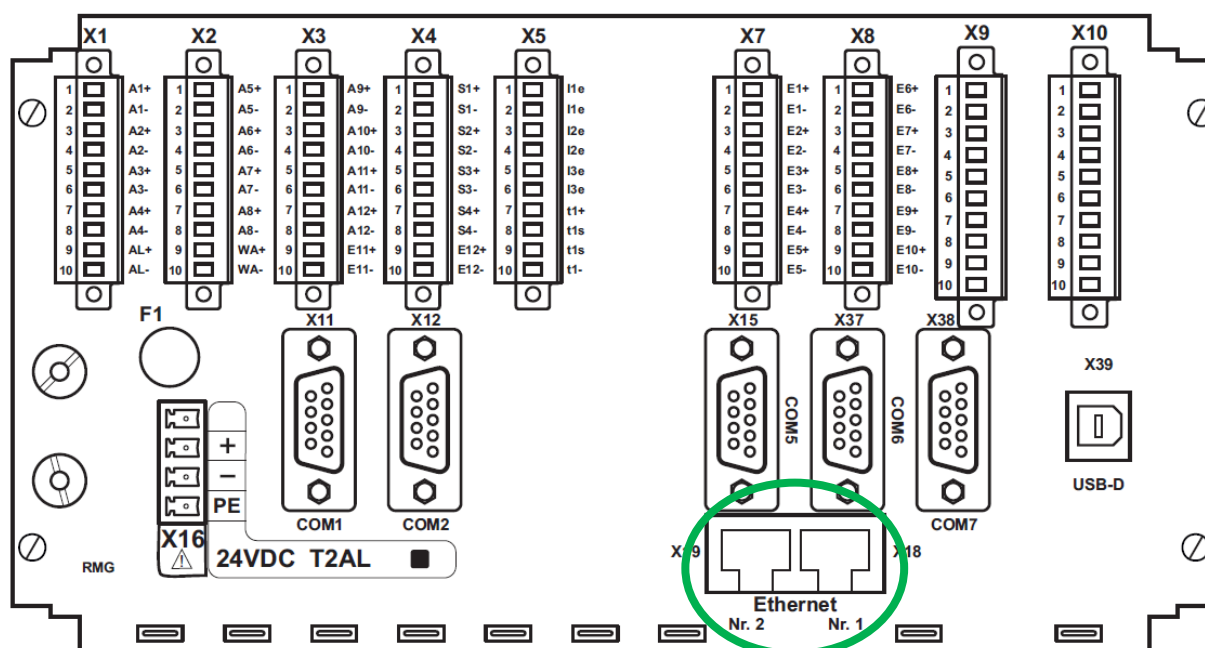 X1 X2 X3 X4 X5 X7 X8 X9 X10
1 A1+ 1 A5+ 1 A9+ 1 S1+ 1 I1e 1 E1+ 1 E6+ 1 1
2 A1- 2 A5- 2 A9- 2 S1- 2 I1e 2 E1- 2 E6- 2 2
3 A2+ 3 A6+ 3 A10+ 3 S2+ 3 I2e 3 E2+ 3 E7+ 3 3
4 A2- 4 A6- 4 A10- 4 S2- 4 I2e 4 E2- 4 E7- 4 4
5 A3+ 5 A7+ 5 A11+ 5 S3+ 5 I3e 5 E3+ 5 E8+ 5 5
6 A3- 6 A7- 6 A11- 6 S3- 6 I3e 6 E3- 6 E8- 6 6
7 A4+ 7 A8+ 7 A12+ 7 S4+ 7 t1+ 7 E4+ 7 E9+ 7 7
8 A4- 8 A8- 8 A12- 8 S4- 8 t1s 8 E4- 8 E9- 8 8
9 AL+ 9 WA+ 9 E11+ 9 E12+ 9 t1s 9 E5+ 9 E10+ 9 9
10 AL- 10 WA- 10 E11- 10 E12- 10 t1- 10 E5- 10 E10- 10 10
F1 X11 X12 X15 X37 X38
X39
COM5 COM6
+
-
USB-D
PE
COM1 COM2 COM7
X16
24VDC T2AL X18
RMG
Ethernet
Nr. 2 Nr. 1